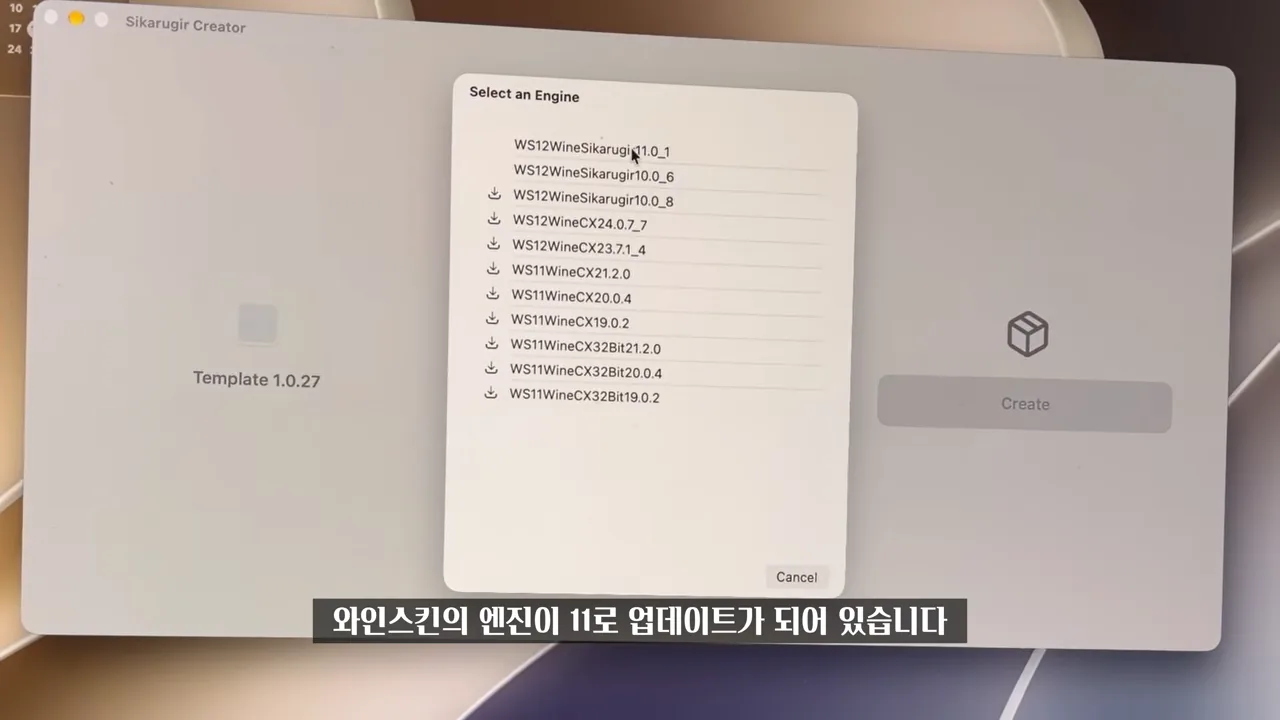 10
17
24
Sikarugir Creator
Select an Engine
WS12WineSikarugir11.0_1
WS12WineSikarugir10.0_6
WS12WineSikarugir10.0_8
WS12WineCX24.0.7_7
WS12WineCX23.7.1_4
WS11WineCX21.2.0
WS11WineCX20.0.4
WS11WineCX19.0.2
WS11WineCX32Bit21.2.0
WS11WineCX32Bit20.0.4
WS11WineCX32Bit19.0.2
Template 1.0.27
Create
Cancel
와인스킨의 엔진이 11로 업데이트가 되어 있습니다